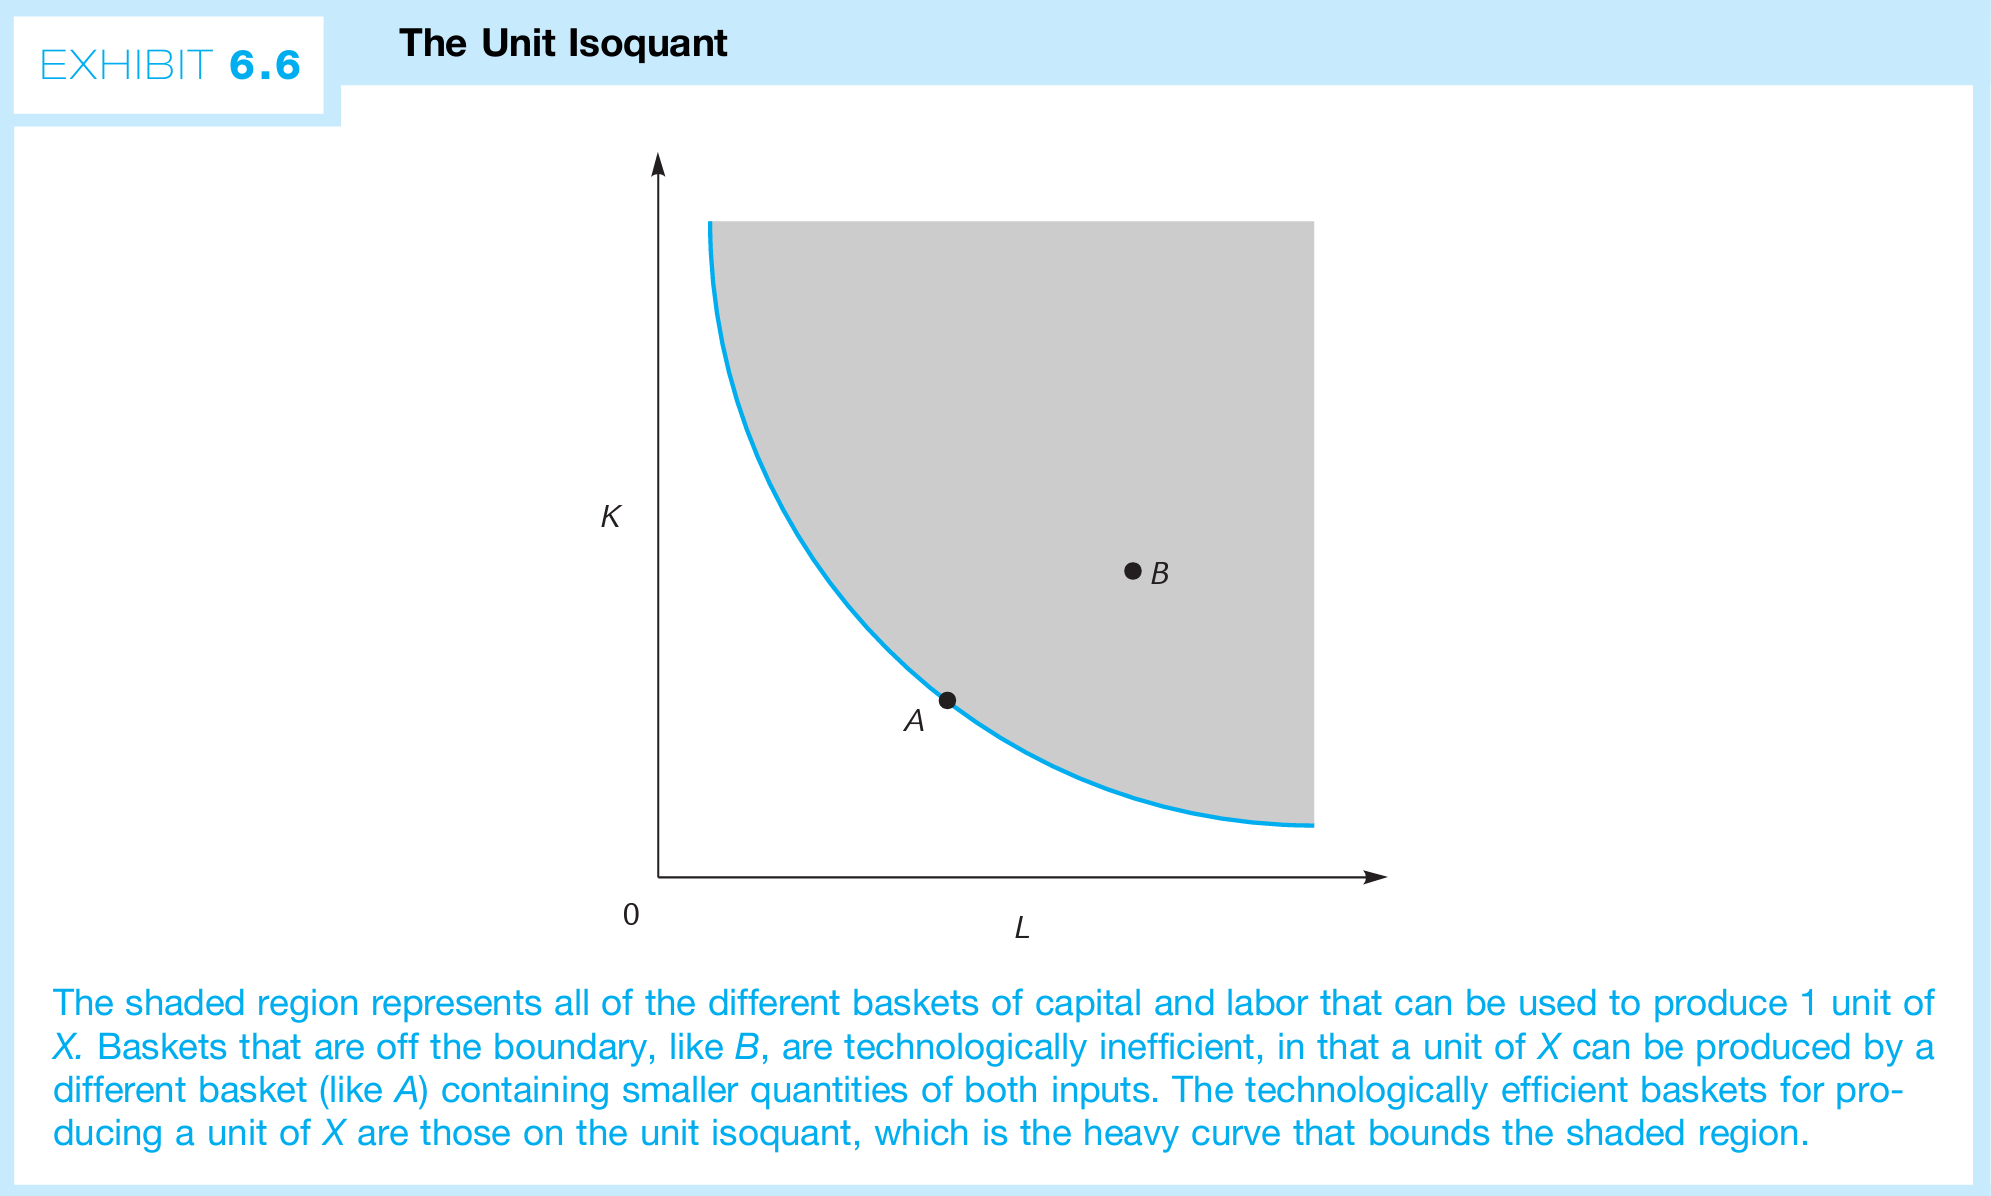 EXHIBIT 6.6
The Unit Isoquant
K
B
A
0
L
The shaded region represents all of the different baskets of capital and labor that can be used to produce 1 unit of
X. Baskets that are off the boundary, like B, are technologically inefficient, in that a unit of X can be produced by a
different basket (like A) containing smaller quantities of both inputs. The technologically efficient baskets for pro-
ducing a unit of X are those on the unit isoquant, which is the heavy curve that bounds the shaded region.